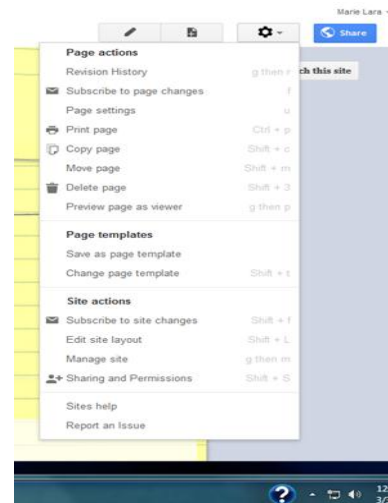 Marie Lara
Share
ch this site
Page actions
Revision History g then r
Subscribe to page changes f
Page settings u
Print page Ctrl + p
Copy page Shift + c
Move page Shift + m
Delete page Shift + 3
Preview page as viewer g then p
Page templates
Save as page template
Change page template Shift + t
Site actions
Subscribe to site changes Shift + f
Edit site layout Shift + L
Manage site g then m
Sharing and Permissions Shift + S
Sites help
Report an Issue
12
3/